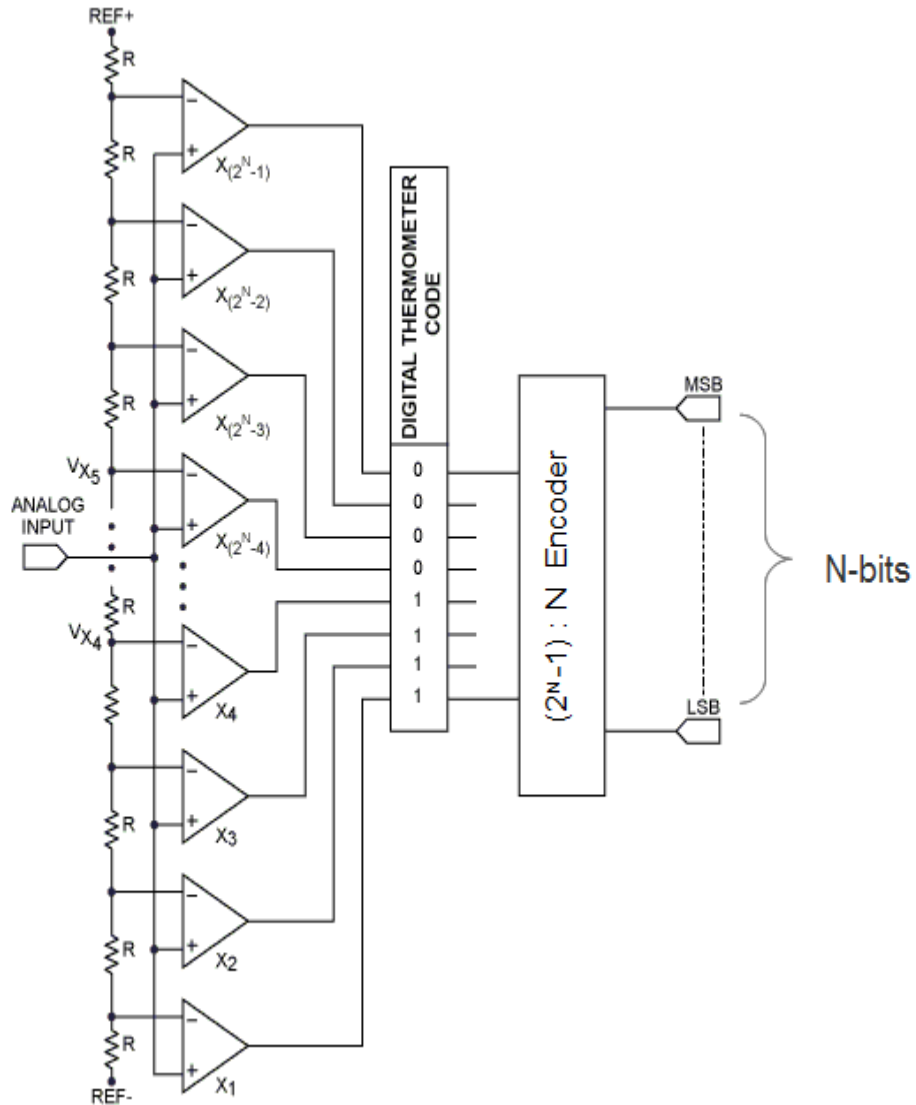 REF+
R
R
X(2ᴺ-1)
R
X(2ᴺ-2)
R
X(2ᴺ-3)
VX5
X(2ᴺ-4)
ANALOG
INPUT
R
VX4
X4
X3
R
X2
R
X1
R
REF-
DIGITAL THERMOMETER
CODE
0
0
0
0
1
1
1
1
(2ᴺ-1) : N Encoder
MSB
LSB
N-bits